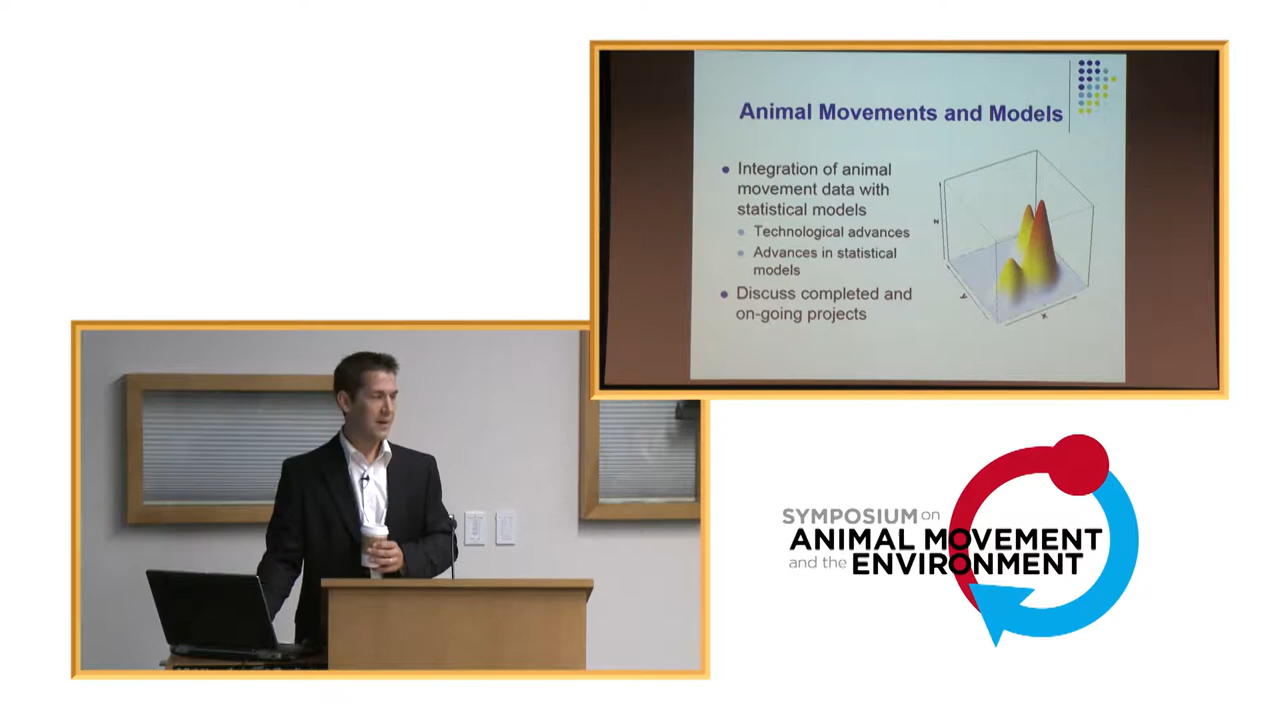 Animal Movements and Models
Integration of animal
movement data with
statistical models
Technological advances
Advances in statistical
models
Discuss completed and
on-going projects
Z
Y
X
SYMPOSIUM on
ANIMAL MOVEMENT
and the ENVIRONMENT